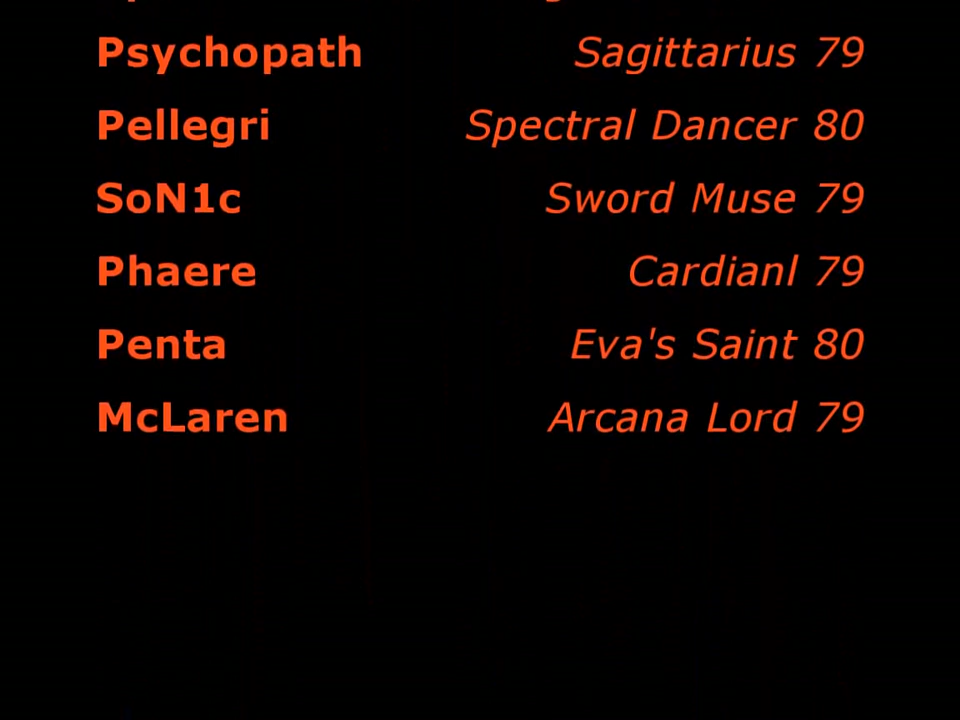 Psychopath Sagittarius 79
Pellegri Spectral Dancer 80
SoN1c Sword Muse 79
Phaere Cardianl 79
Penta Eva's Saint 80
McLaren Arcana Lord 79